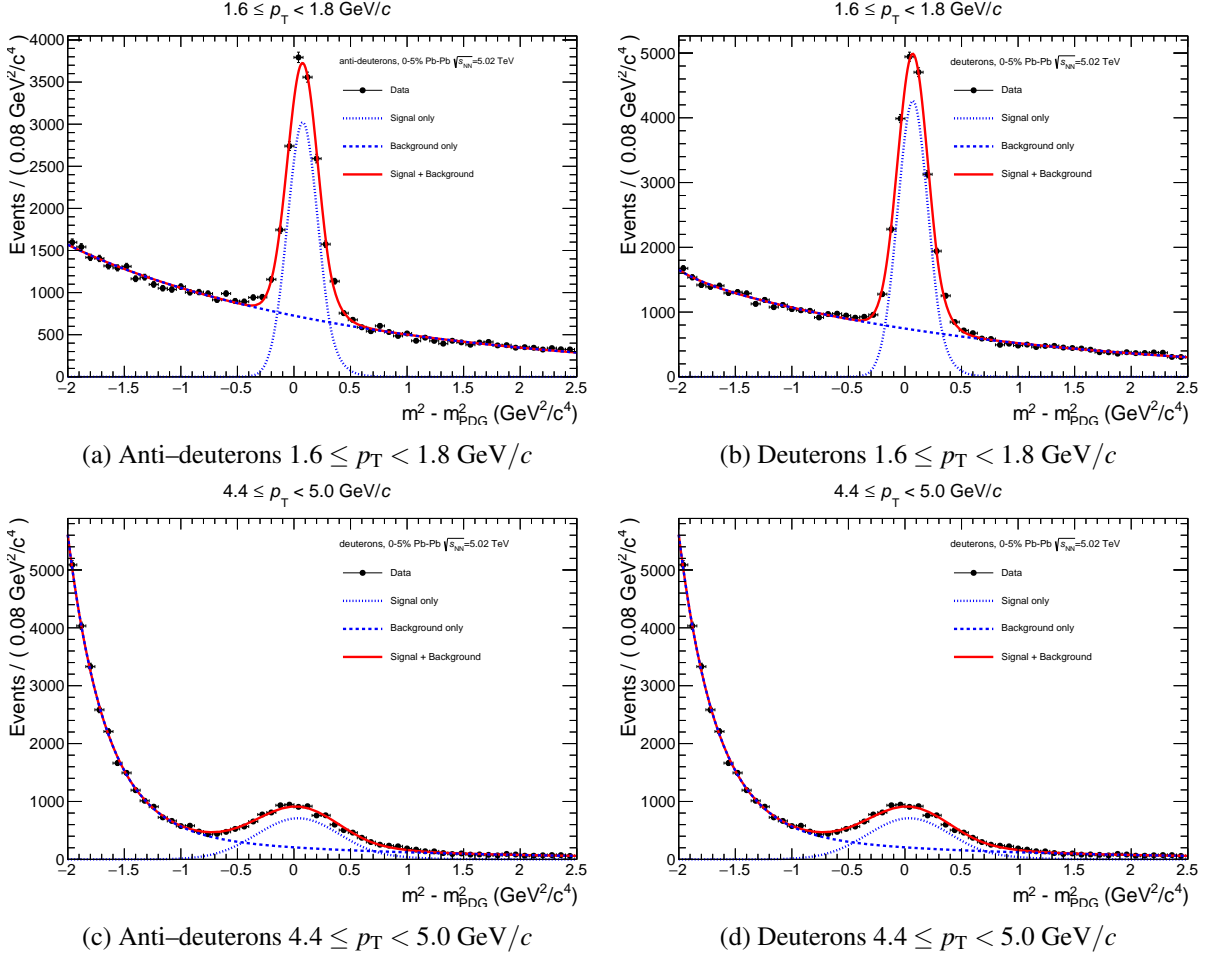 1.6 ≤ p_T < 1.8 GeV/c
Events / ( 0.08 GeV²/c⁴ )
4000
3500
3000
2500
2000
1500
1000
500
0
anti-deuterons, 0-5% Pb-Pb √s_NN=5.02 TeV
Data
Signal only
Background only
Signal + Background
−2 −1.5 −1 −0.5 0 0.5 1 1.5 2 2.5
m² - m²_PDG (GeV²/c⁴)
(a) Anti–deuterons 1.6 ≤ p_T < 1.8 GeV/c
1.6 ≤ p_T < 1.8 GeV/c
Events / ( 0.08 GeV²/c⁴ )
5000
4000
3000
2000
1000
0
deuterons, 0-5% Pb-Pb √s_NN=5.02 TeV
Data
Signal only
Background only
Signal + Background
−2 −1.5 −1 −0.5 0 0.5 1 1.5 2 2.5
m² - m²_PDG (GeV²/c⁴)
(b) Deuterons 1.6 ≤ p_T < 1.8 GeV/c
4.4 ≤ p_T < 5.0 GeV/c
Events / ( 0.08 GeV²/c⁴ )
5000
4000
3000
2000
1000
0
deuterons, 0-5% Pb-Pb √s_NN=5.02 TeV
Data
Signal only
Background only
Signal + Background
−2 −1.5 −1 −0.5 0 0.5 1 1.5 2 2.5
m² - m²_PDG (GeV²/c⁴)
(c) Anti–deuterons 4.4 ≤ p_T < 5.0 GeV/c
4.4 ≤ p_T < 5.0 GeV/c
Events / ( 0.08 GeV²/c⁴ )
5000
4000
3000
2000
1000
0
deuterons, 0-5% Pb-Pb √s_NN=5.02 TeV
Data
Signal only
Background only
Signal + Background
−2 −1.5 −1 −0.5 0 0.5 1 1.5 2 2.5
m² - m²_PDG (GeV²/c⁴)
(d) Deuterons 4.4 ≤ p_T < 5.0 GeV/c